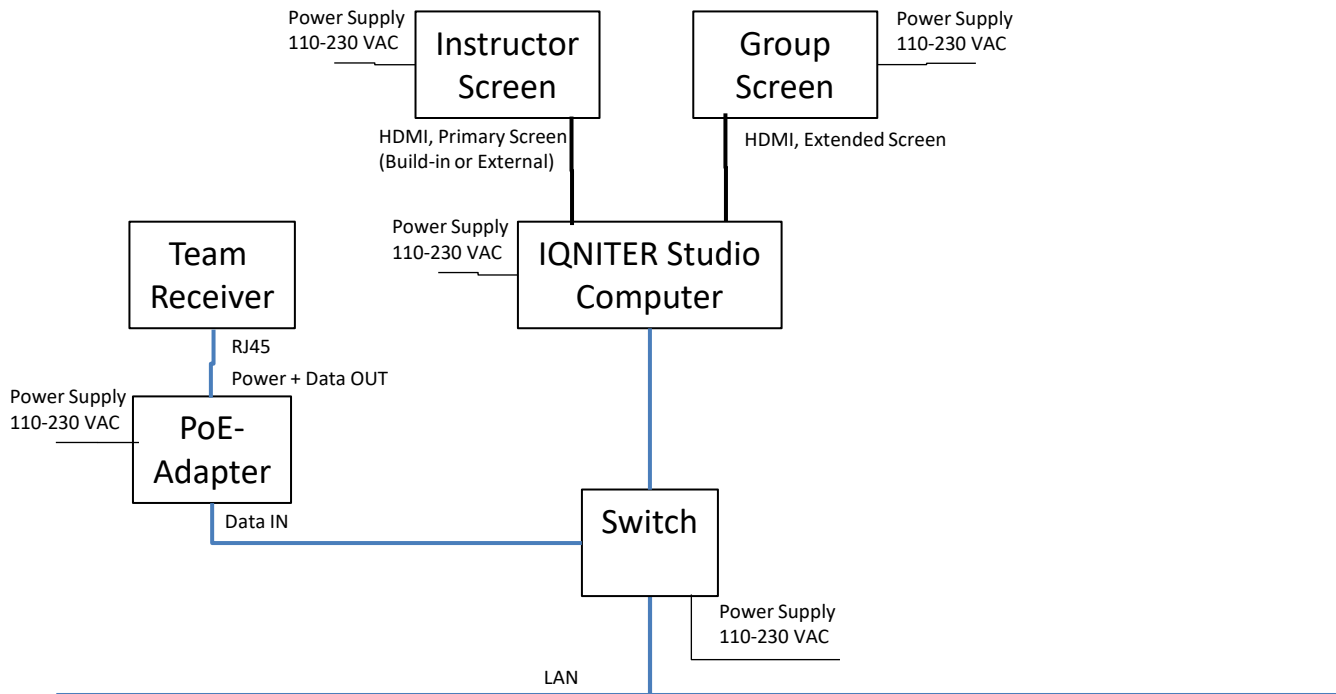 Power Supply
110-230 VAC
Instructor
Screen
Group
Screen
Power Supply
110-230 VAC
HDMI, Primary Screen
(Build-in or External)
HDMI, Extended Screen
Team
Receiver
Power Supply
110-230 VAC
IQNITER Studio
Computer
RJ45
Power + Data OUT
Power Supply
110-230 VAC
PoE-
Adapter
Data IN
Switch
Power Supply
110-230 VAC
LAN